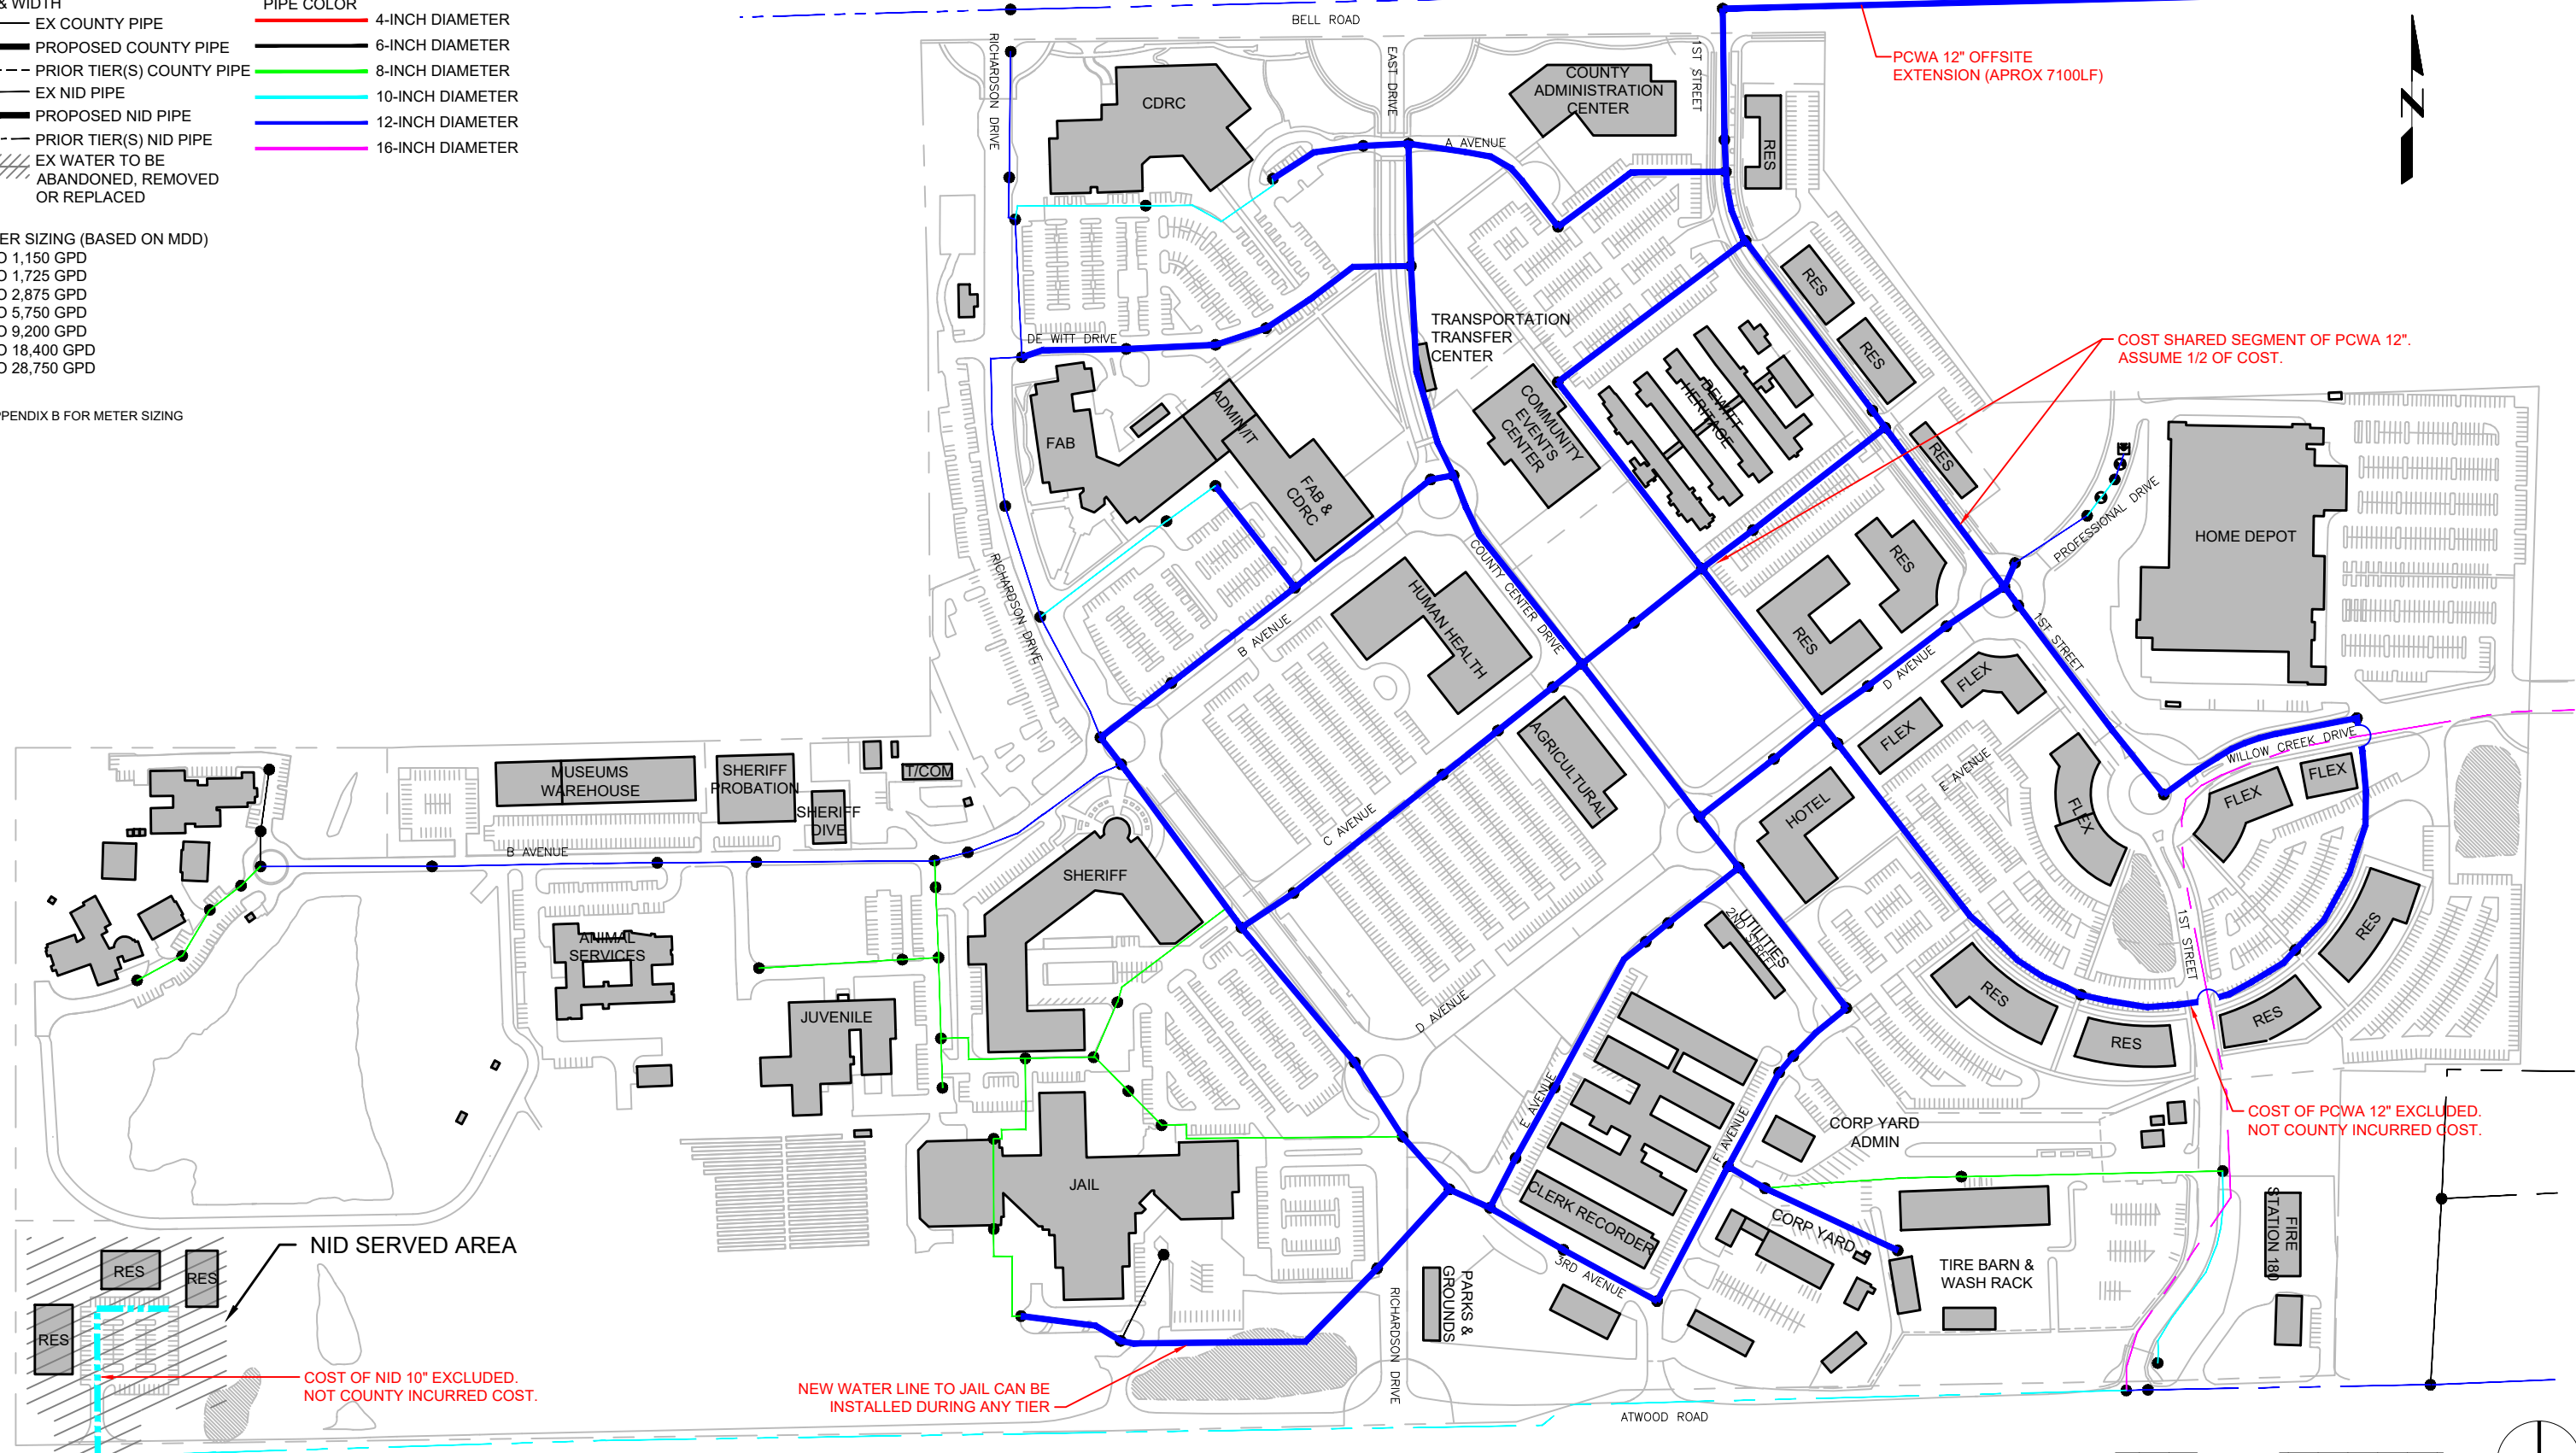 & WIDTH
EX COUNTY PIPE
PROPOSED COUNTY PIPE
PRIOR TIER(S) COUNTY PIPE
EX NID PIPE
PROPOSED NID PIPE
PRIOR TIER(S) NID PIPE
EX WATER TO BE
ABANDONED, REMOVED
OR REPLACED
PIPE COLOR
4-INCH DIAMETER
6-INCH DIAMETER
8-INCH DIAMETER
10-INCH DIAMETER
12-INCH DIAMETER
16-INCH DIAMETER
ER SIZING (BASED ON MDD)
O 1,150 GPD
O 1,725 GPD
O 2,875 GPD
O 5,750 GPD
O 9,200 GPD
O 18,400 GPD
O 28,750 GPD
PPENDIX B FOR METER SIZING
BELL ROAD
RICHARDSON DRIVE
EAST DRIVE
1ST STREET
PCWA 12" OFFSITE
EXTENSION (APROX 7100LF)
N
CDRC
COUNTY
ADMINISTRATION
CENTER
RES
A AVENUE
RES
TRANSPORTATION
TRANSFER
CENTER
DE WITT DRIVE
RES
COST SHARED SEGMENT OF PCWA 12".
ASSUME 1/2 OF COST.
FAB
ADMIN/IT
FAB &
CDRC
COMMUNITY
EVENTS
CENTER
DEWITT
HERITAGE
RES
PROFESSIONAL DRIVE
HOME DEPOT
RICHARDSON DRIVE
COUNTY CENTER DRIVE
HUMAN HEALTH
B AVENUE
RES
RES
1ST STREET
D AVENUE
FLEX
FLEX
AGRICULTURAL
E AVENUE
WILLOW CREEK DRIVE
FLEX
FLEX
FLEX
MUSEUMS
WAREHOUSE
SHERIFF
PROBATION
SHERIFF
DIVE
IT/COM
B AVENUE
C AVENUE
HOTEL
SHERIFF
ANIMAL
SERVICES
UTILITIES
2ND STREET
1ST STREET
RES
RES
RES
RES
JUVENILE
D AVENUE
E AVENUE
F AVENUE
CORP YARD
ADMIN
COST OF PCWA 12" EXCLUDED.
NOT COUNTY INCURRED COST.
JAIL
CLERK RECORDER
CORP YARD
FIRE
STATION 180
NID SERVED AREA
RES
RES
RES
3RD AVENUE
TIRE BARN &
WASH RACK
PARKS &
GROUNDS
RICHARDSON DRIVE
COST OF NID 10" EXCLUDED.
NOT COUNTY INCURRED COST.
NEW WATER LINE TO JAIL CAN BE
INSTALLED DURING ANY TIER
ATWOOD ROAD